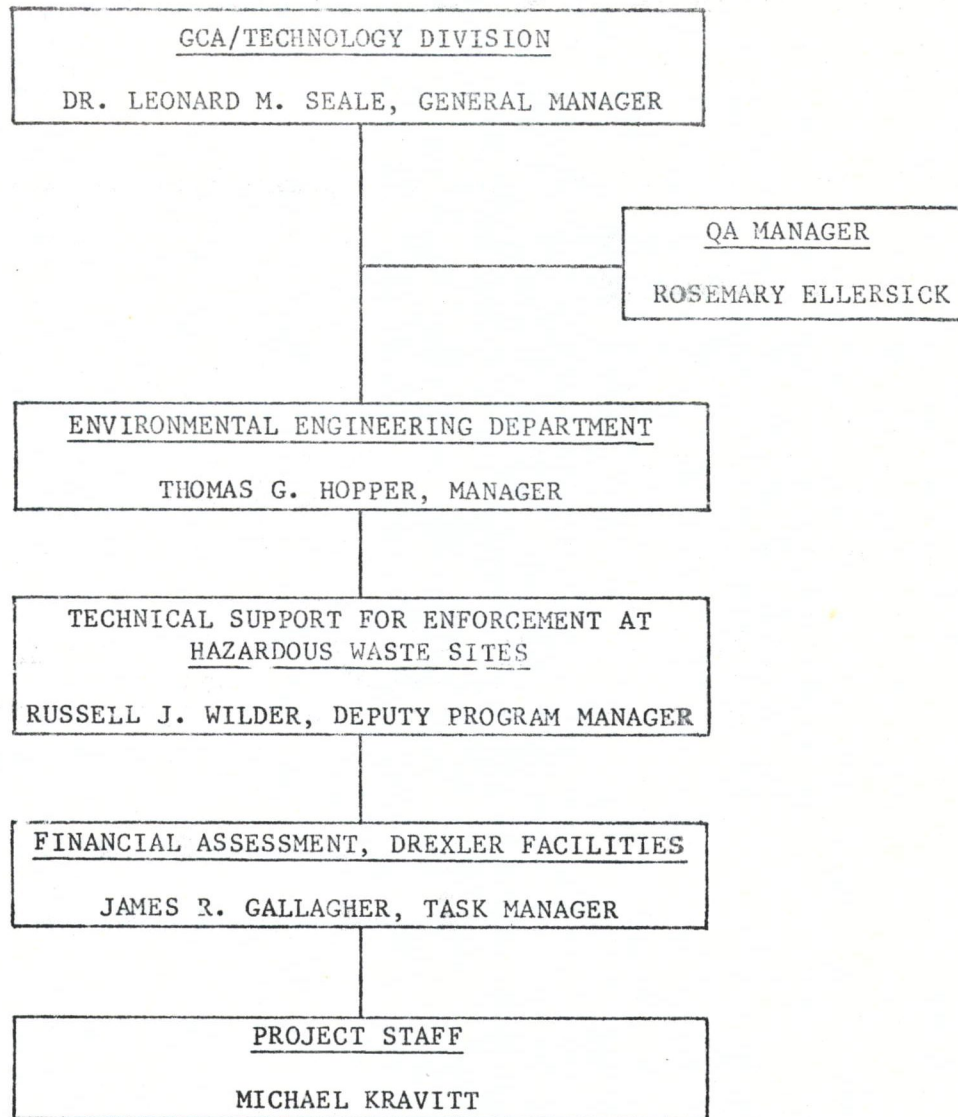 GCA/TECHNOLOGY DIVISION
DR. LEONARD M. SEALE, GENERAL MANAGER
QA MANAGER
ROSEMARY ELLERSICK
ENVIRONMENTAL ENGINEERING DEPARTMENT
THOMAS G. HOPPER, MANAGER
TECHNICAL SUPPORT FOR ENFORCEMENT AT
HAZARDOUS WASTE SITES
RUSSELL J. WILDER, DEPUTY PROGRAM MANAGER
FINANCIAL ASSESSMENT, DREXLER FACILITIES
JAMES R. GALLAGHER, TASK MANAGER
PROJECT STAFF
MICHAEL KRAVITT